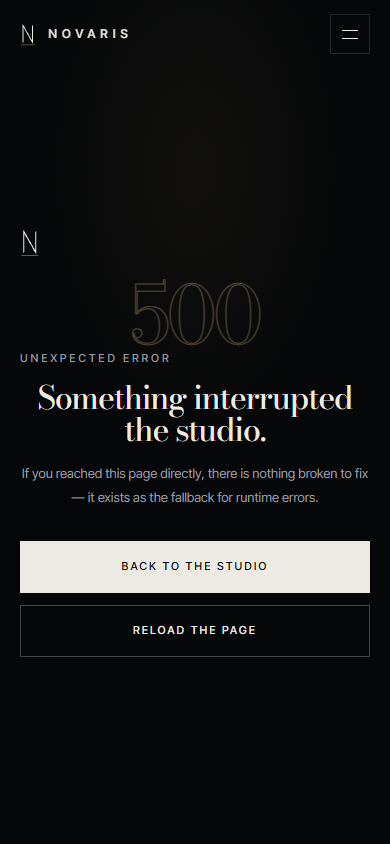 N NOVARIS
N
500
UNEXPECTED ERROR
Something interrupted
the studio.
If you reached this page directly, there is nothing broken to fix
— it exists as the fallback for runtime errors.
BACK TO THE STUDIO
RELOAD THE PAGE